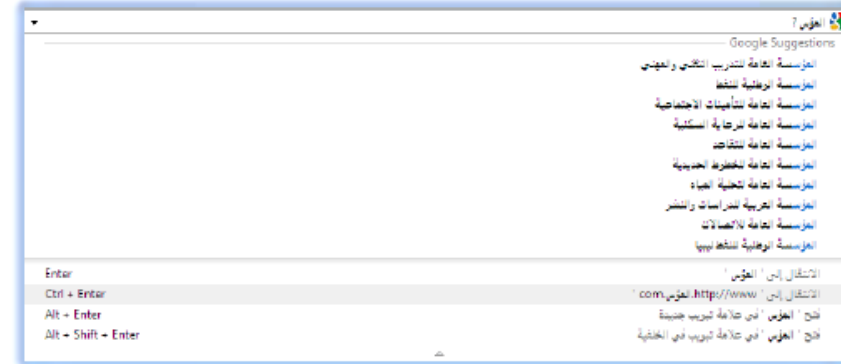 ? المؤس
Google Suggestions
المؤسسة العامة للتدريب التقني والمهني
المؤسسة الوطنية للنفط
المؤسسة العامة للتأمينات الاجتماعية
المؤسسة العامة للرعاية السكنية
المؤسسة العامة للتقاعد
المؤسسة العامة للخطوط الحديدية
المؤسسة العامة لتحلية المياه
المؤسسة العربية للدراسات والنشر
المؤسسة العامة للاتصالات
المؤسسة الوطنية للنفط ليبيا
الانتقال إلى ' المؤس ' Enter
الانتقال إلى ' http://www.المؤس.com ' Ctrl + Enter
فتح ' المؤس ' في علامة تبويب جديدة Alt + Enter
فتح ' المؤس ' في علامة تبويب في الخلفية Alt + Shift + Enter